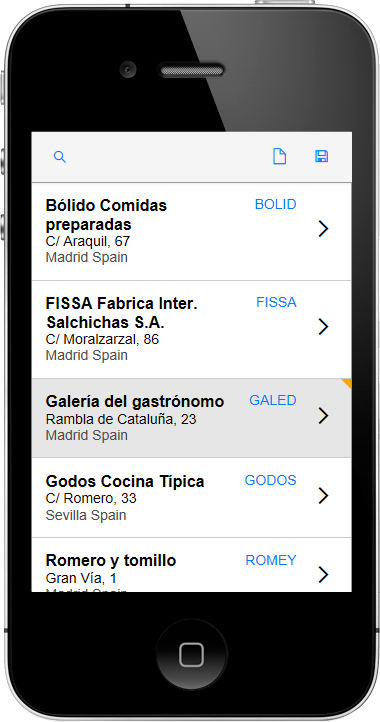 Bólido Comidas BOLID
preparadas
C/ Araquil, 67
Madrid Spain
FISSA Fabrica Inter. FISSA
Salchichas S.A.
C/ Moralzarzal, 86
Madrid Spain
Galería del gastrónomo GALED
Rambla de Cataluña, 23
Madrid Spain
Godos Cocina Típica GODOS
C/ Romero, 33
Sevilla Spain
Romero y tomillo ROMEY
Gran Vía, 1
Madrid Spain